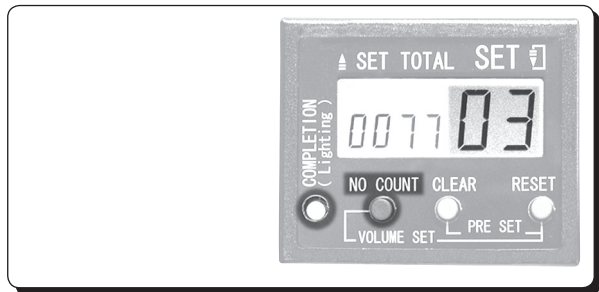 SET TOTAL SET
COMPLETION
(Lighting)
0077 03
NO COUNT CLEAR RESET
VOLUME SET PRE SET